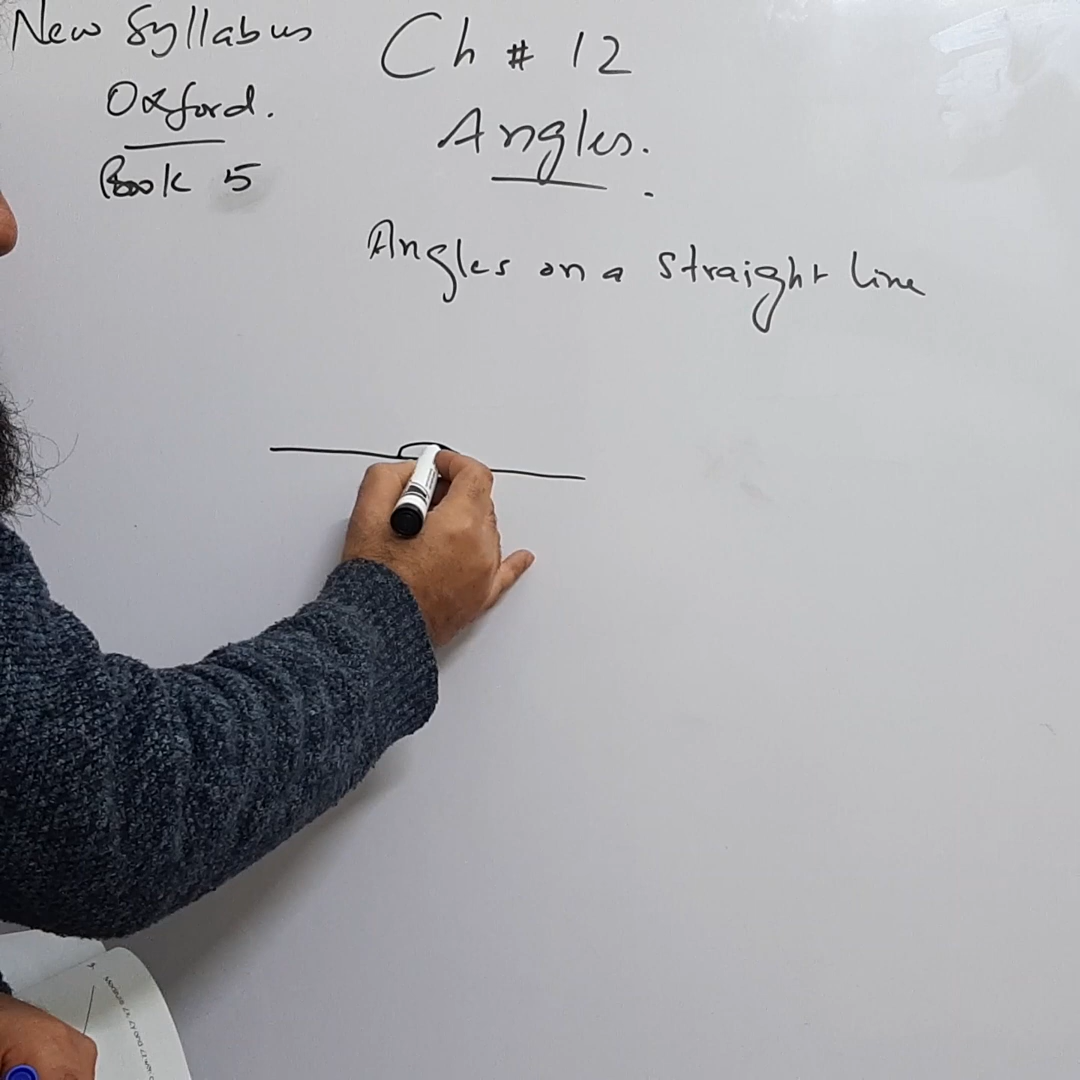 New Syllabus
Oxford.
Book 5
Ch # 12
Angles.
Angles on a straight line